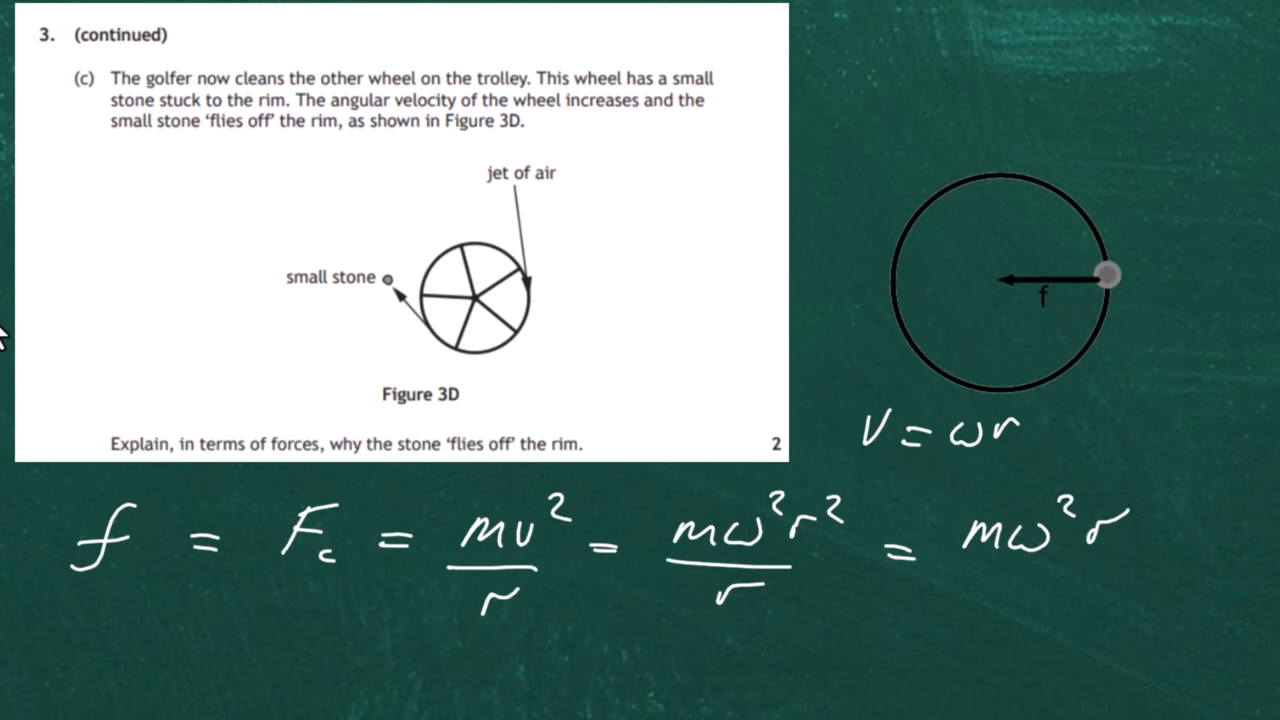 3. (continued)
(c) The golfer now cleans the other wheel on the trolley. This wheel has a small
stone stuck to the rim. The angular velocity of the wheel increases and the
small stone ‘flies off’ the rim, as shown in Figure 3D.
jet of air
small stone
Figure 3D
Explain, in terms of forces, why the stone ‘flies off’ the rim. 2
f
v = ωr
f = F_c = mv²/r = mω²r²/r = mω²r